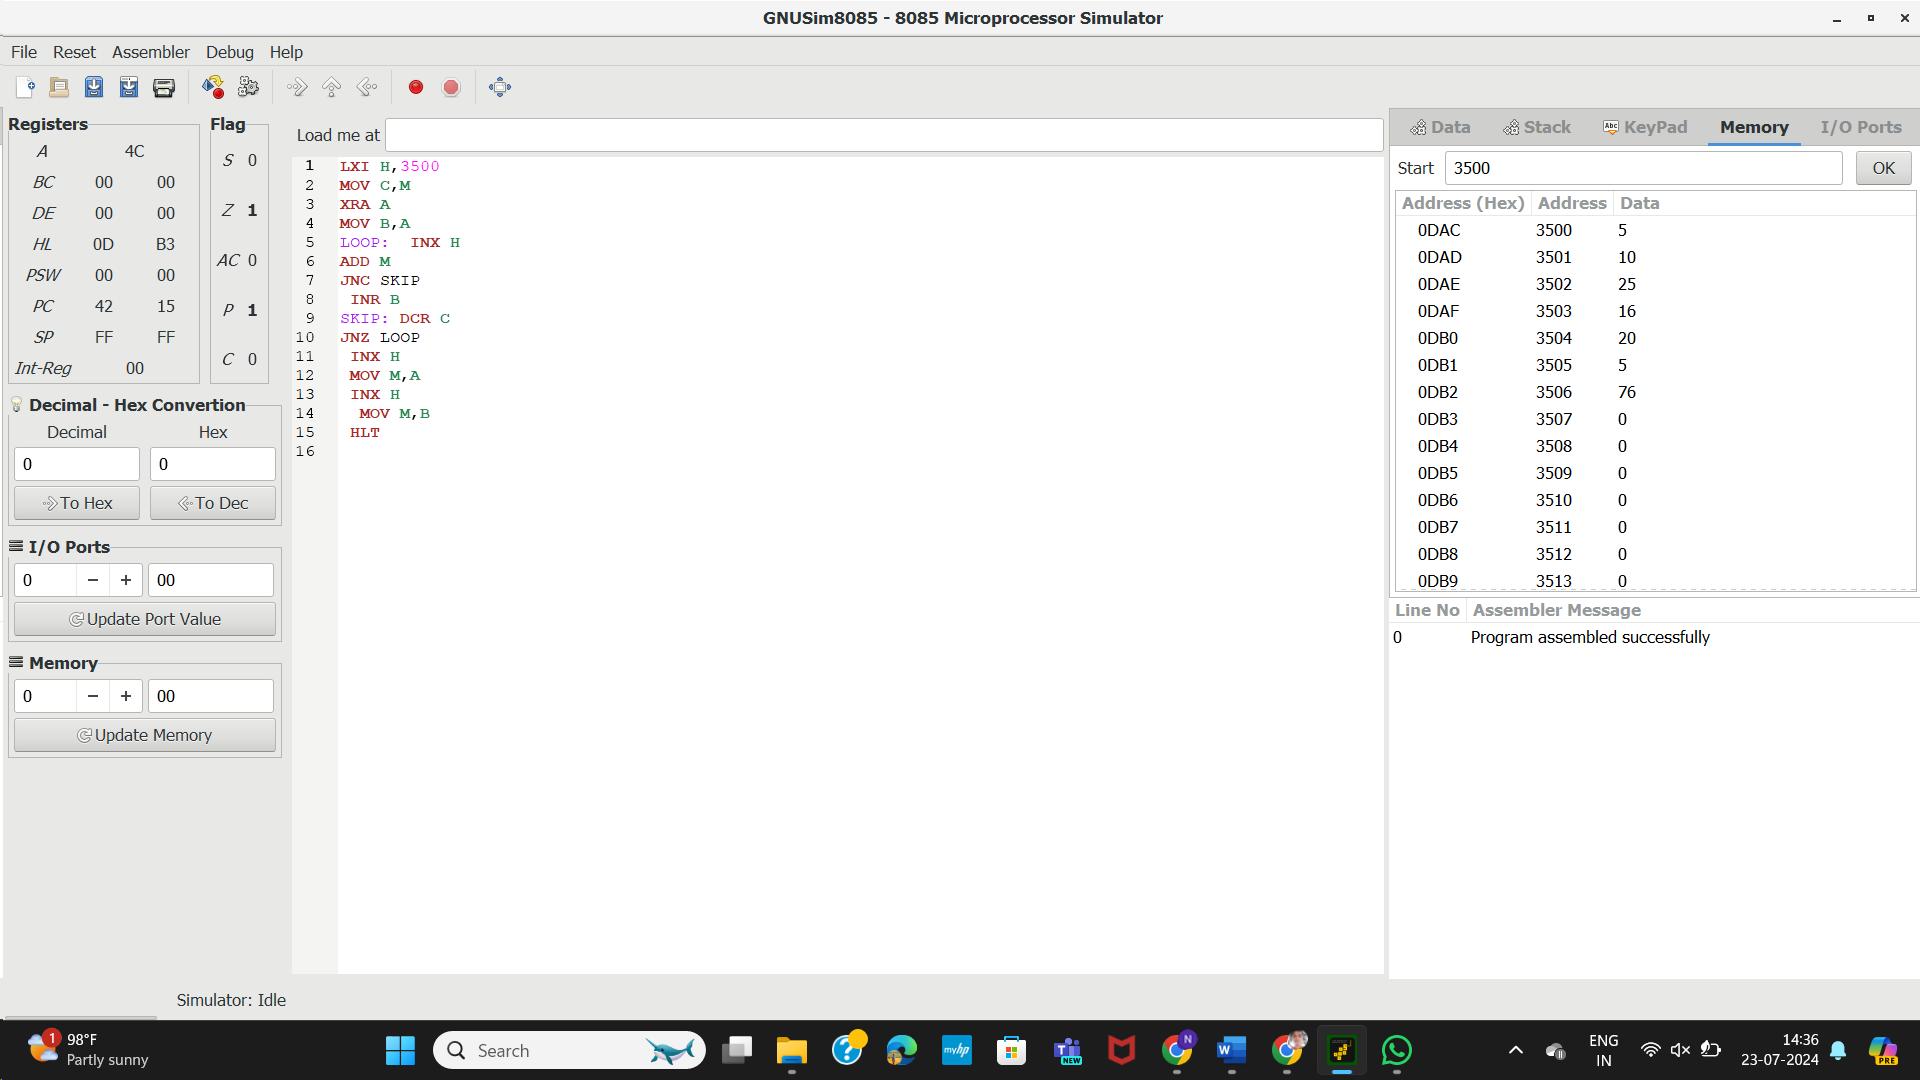 GNUSim8085 - 8085 Microprocessor Simulator
File Reset Assembler Debug Help
Registers
A 4C
BC 00 00
DE 00 00
HL 0D B3
PSW 00 00
PC 42 15
SP FF FF
Int-Reg 00
Flag
S 0
Z 1
AC 0
P 1
C 0
Decimal - Hex Convertion
Decimal Hex
0 0
To Hex To Dec
I/O Ports
0 − + 00
Update Port Value
Memory
0 − + 00
Update Memory
Load me at
1 LXI H,3500
2 MOV C,M
3 XRA A
4 MOV B,A
5 LOOP: INX H
6 ADD M
7 JNC SKIP
8 INR B
9 SKIP: DCR C
10 JNZ LOOP
11 INX H
12 MOV M,A
13 INX H
14 MOV M,B
15 HLT
16
Data Stack Abc KeyPad Memory I/O Ports
Start 3500 OK
Address (Hex) Address Data
0DAC 3500 5
0DAD 3501 10
0DAE 3502 25
0DAF 3503 16
0DB0 3504 20
0DB1 3505 5
0DB2 3506 76
0DB3 3507 0
0DB4 3508 0
0DB5 3509 0
0DB6 3510 0
0DB7 3511 0
0DB8 3512 0
0DB9 3513 0
Line No Assembler Message
0 Program assembled successfully
Simulator: Idle
1 98°F
Partly sunny
Search
myhp
NEW
N
W
ENG
IN
14:36
23-07-2024
PRE